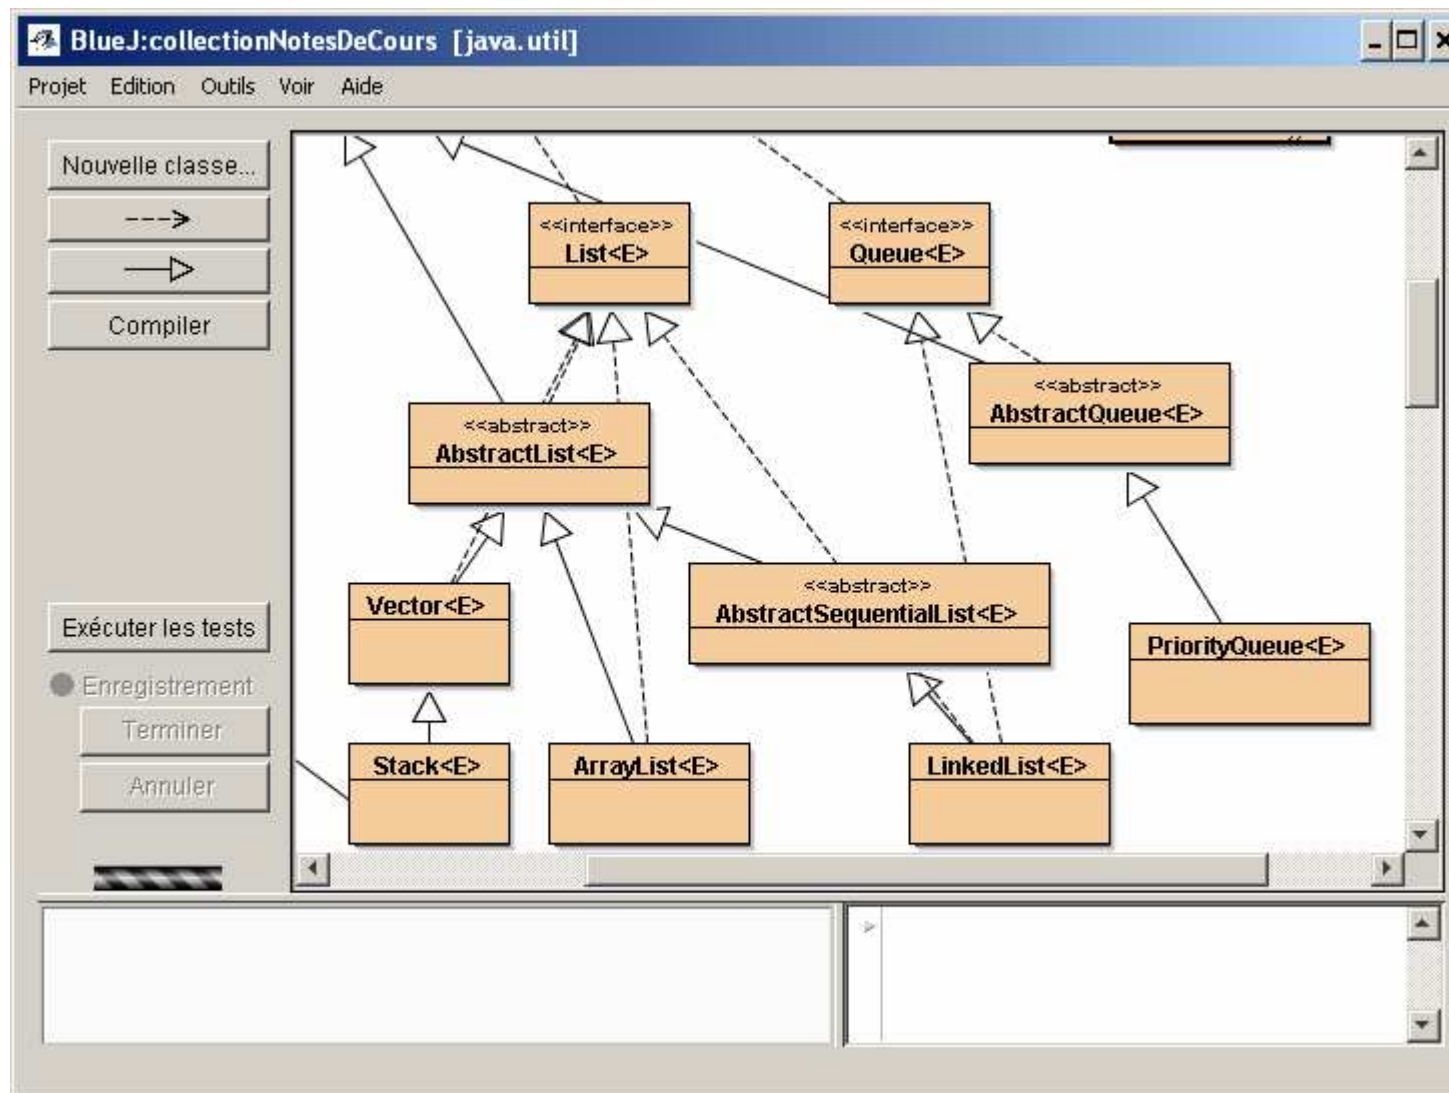 BlueJ:collectionNotesDeCours [java.util]
Projet Edition Outils Voir Aide
Nouvelle classe...
Compiler
Exécuter les tests
Enregistrement
Terminer
Annuler
<<interface>>
List<E>
<<interface>>
Queue<E>
<<abstract>>
AbstractQueue<E>
<<abstract>>
AbstractList<E>
<<abstract>>
AbstractSequentialList<E>
Vector<E>
PriorityQueue<E>
Stack<E>
ArrayList<E>
LinkedList<E>